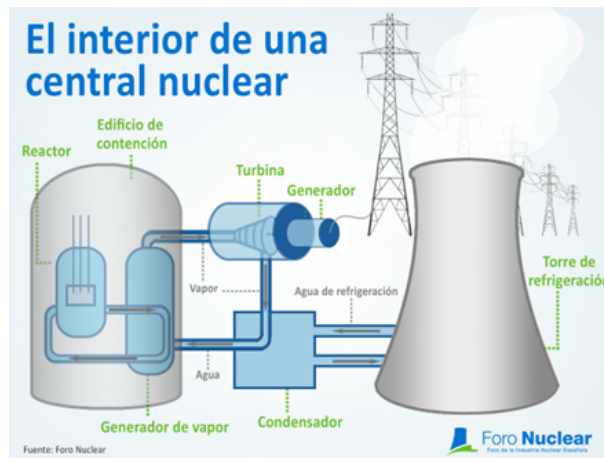 El interior de una
central nuclear
Edificio de
contención
Reactor
Turbina
Generador
Vapor
Agua de refrigeración
Torre de
refrigeración
Agua
Generador de vapor
Condensador
Fuente: Foro Nuclear
Foro Nuclear
Foro de la Industria Nuclear Española